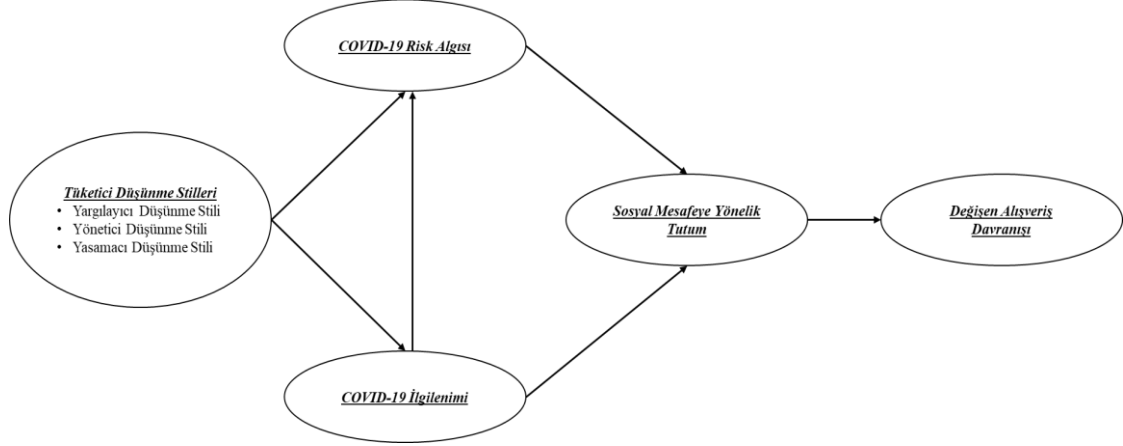 COVID-19 Risk Algısı
Tüketici Düşünme Stilleri
• Yargılayıcı Düşünme Stili
• Yönetici Düşünme Stili
• Yasamacı Düşünme Stili
Sosyal Mesafeye Yönelik
Tutum
Değişen Alışveriş
Davranışı
COVID-19 İlgilenimi